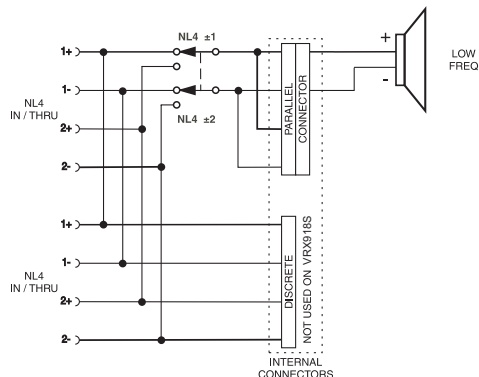 NL4 ±1
1+
1-
NL4
IN / THRU
2+
2-
NL4 ±2
PARALLEL
CONNECTOR
+
-
LOW
FREQ
1+
1-
NL4
IN / THRU
2+
2-
DISCRETE
NOT USED ON VRX918S
INTERNAL
CONNECTORS